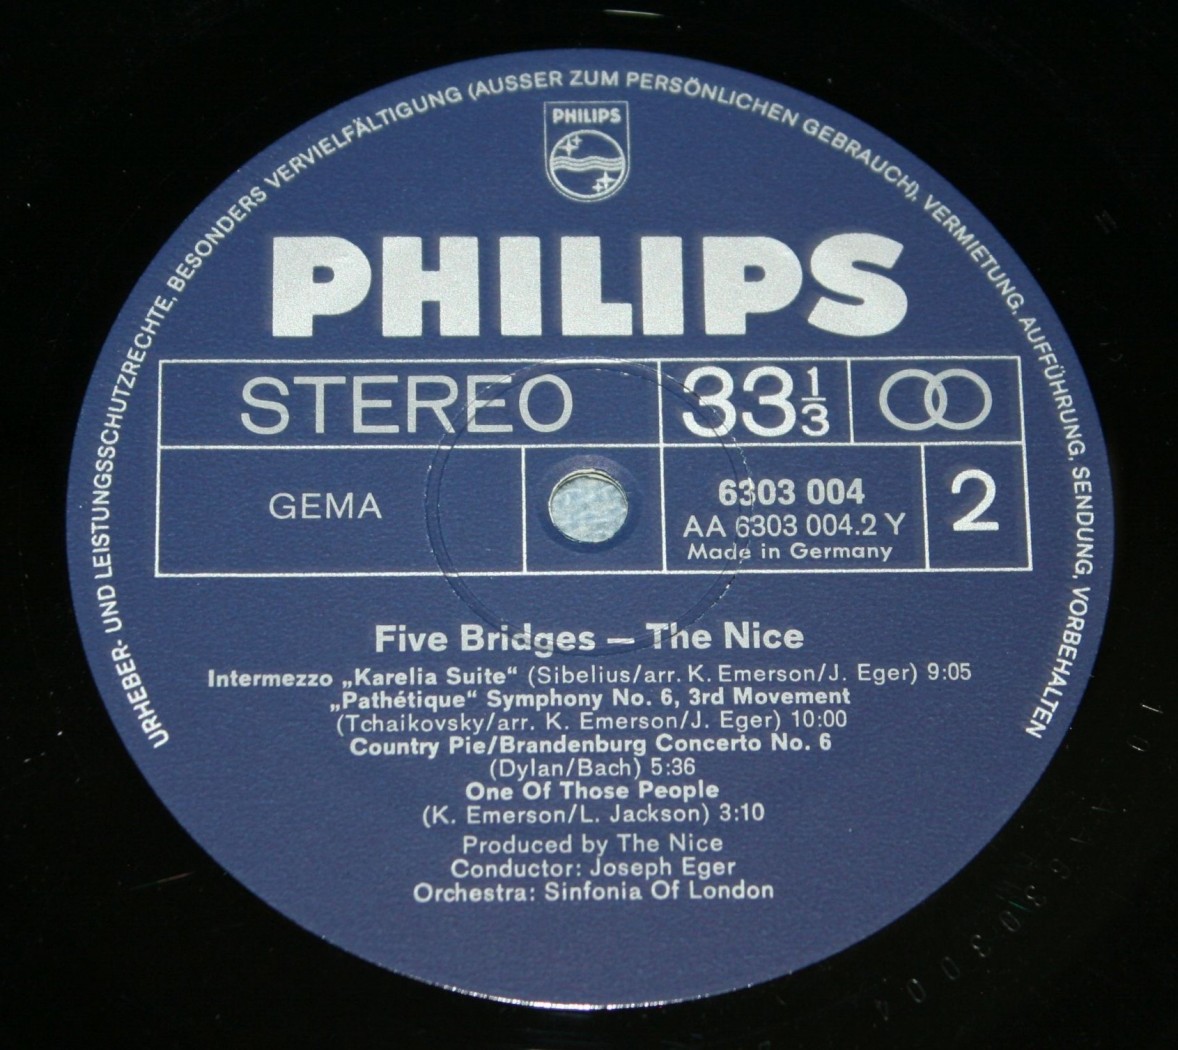 URHEBER- UND LEISTUNGSSCHUTZRECHTE, BESONDERS VERVIELFÄLTIGUNG (AUSSER ZUM PERSÖNLICHEN GEBRAUCH), VERMIETUNG, AUFFÜHRUNG, SENDUNG, VORBEHALTEN
PHILIPS
PHILIPS
STEREO 33 1/3
GEMA
6303 004
AA 6303 004.2 Y
Made in Germany
2
Five Bridges – The Nice
Intermezzo „Karelia Suite“ (Sibelius/arr. K. Emerson/J. Eger) 9:05
„Pathétique“ Symphony No. 6, 3rd Movement
(Tchaikovsky/arr. K. Emerson/J. Eger) 10:00
Country Pie/Brandenburg Concerto No. 6
(Dylan/Bach) 5:36
One Of Those People
(K. Emerson/L. Jackson) 3:10
Produced by The Nice
Conductor: Joseph Eger
Orchestra: Sinfonia Of London